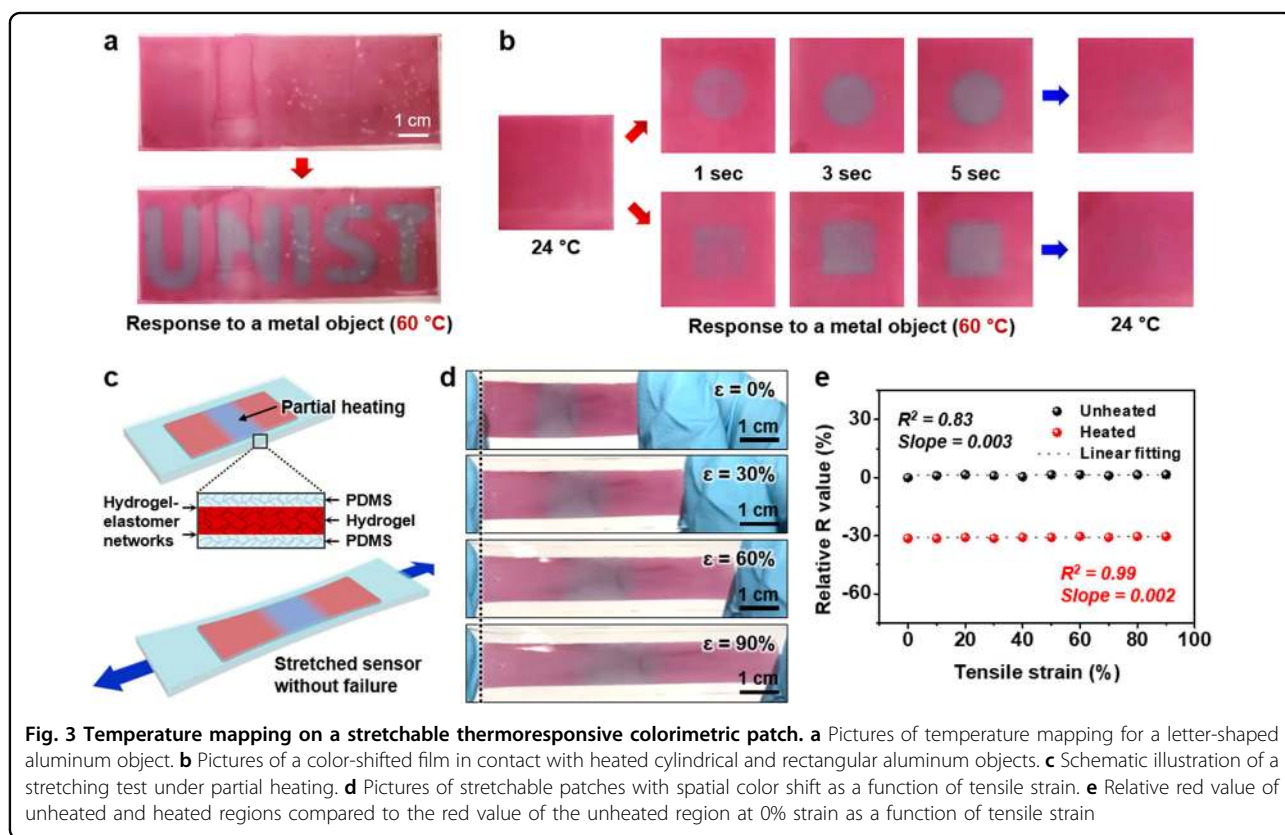 a
1 cm
UNIST
Response to a metal object (60 °C)
b
24 °C
1 sec
3 sec
5 sec
Response to a metal object (60 °C)
24 °C
c
Partial heating
Hydrogel-
elastomer
networks
PDMS
Hydrogel
PDMS
Stretched sensor
without failure
d
ε = 0%
1 cm
ε = 30%
1 cm
ε = 60%
1 cm
ε = 90%
1 cm
e
Relative R value (%)
30
0
-30
-60
R² = 0.83
Slope = 0.003
Unheated
Heated
Linear fitting
R² = 0.99
Slope = 0.002
0 20 40 60 80 100
Tensile strain (%)
Fig. 3 Temperature mapping on a stretchable thermoresponsive colorimetric patch. a Pictures of temperature mapping for a letter-shaped
aluminum object. b Pictures of a color-shifted film in contact with heated cylindrical and rectangular aluminum objects. c Schematic illustration of a
stretching test under partial heating. d Pictures of stretchable patches with spatial color shift as a function of tensile strain. e Relative red value of
unheated and heated regions compared to the red value of the unheated region at 0% strain as a function of tensile strain